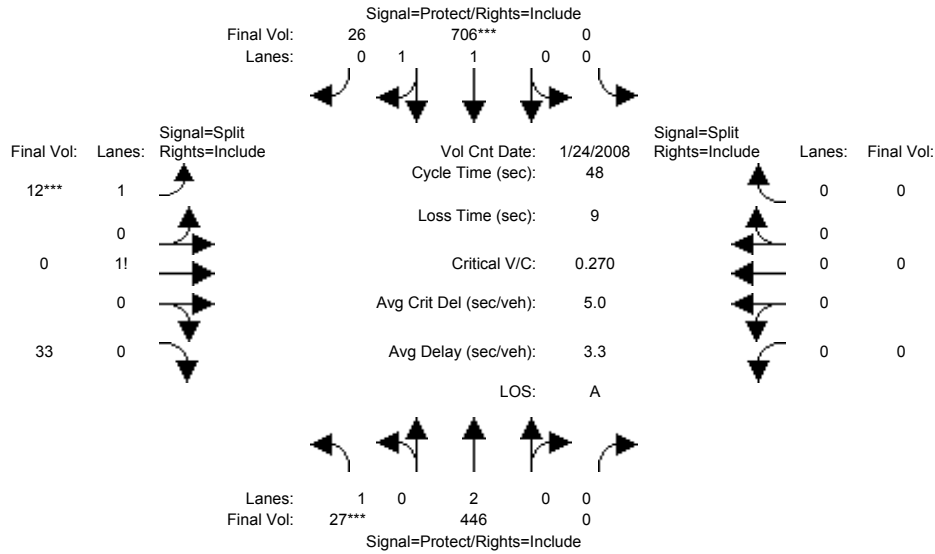 Signal=Protect/Rights=Include
Final Vol: 26 706*** 0
Lanes: 0 1 1 0 0
Signal=Split
Final Vol: Lanes: Rights=Include
Vol Cnt Date: 1/24/2008
Signal=Split
Rights=Include Lanes: Final Vol:
Cycle Time (sec): 48
12*** 1 0 0
Loss Time (sec): 9
0 0
0 1! Critical V/C: 0.270 0 0
0 Avg Crit Del (sec/veh): 5.0 0
33 0 Avg Delay (sec/veh): 3.3 0 0
LOS: A
Lanes: 1 0 2 0 0
Final Vol: 27*** 446 0
Signal=Protect/Rights=Include